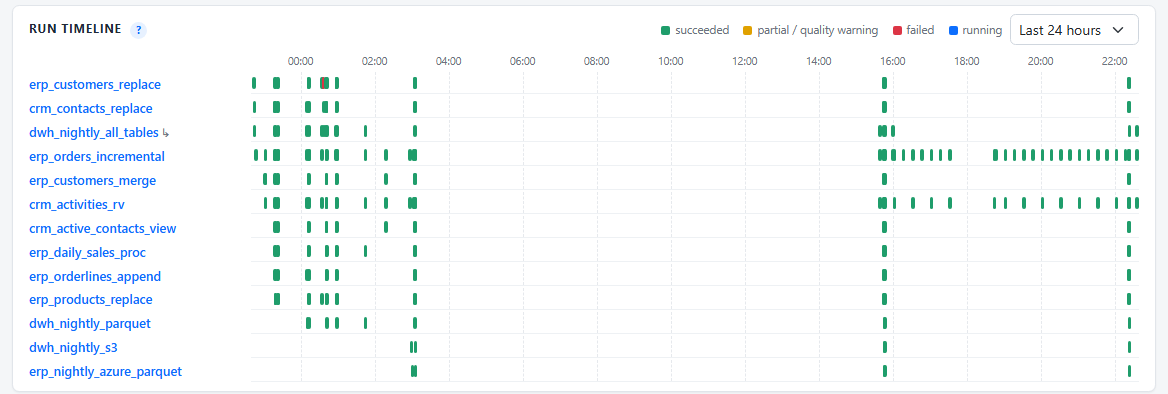 RUN TIMELINE ?
succeeded partial / quality warning failed running Last 24 hours
00:00 02:00 04:00 06:00 08:00 10:00 12:00 14:00 16:00 18:00 20:00 22:00
erp_customers_replace
crm_contacts_replace
dwh_nightly_all_tables ↳
erp_orders_incremental
erp_customers_merge
crm_activities_rv
crm_active_contacts_view
erp_daily_sales_proc
erp_orderlines_append
erp_products_replace
dwh_nightly_parquet
dwh_nightly_s3
erp_nightly_azure_parquet